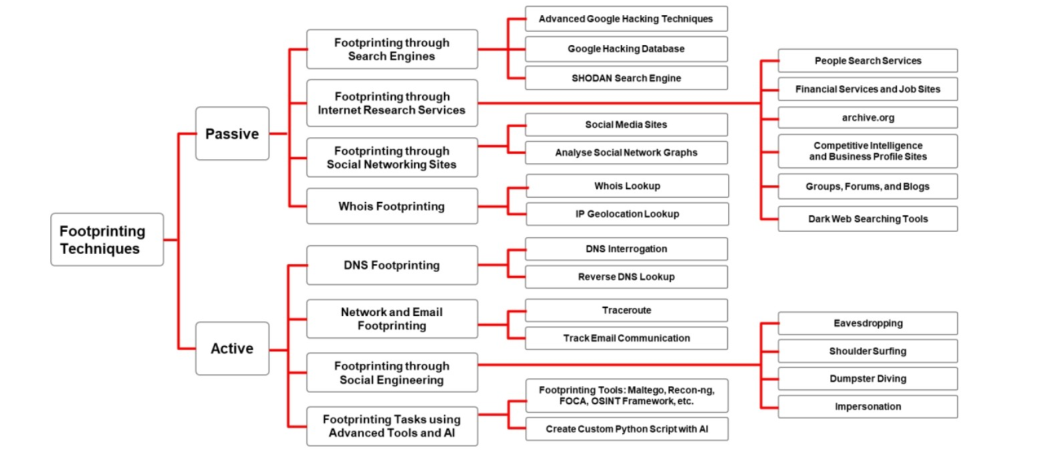 Footprinting
Techniques
Passive
Footprinting through
Search Engines
Advanced Google Hacking Techniques
Google Hacking Database
SHODAN Search Engine
Footprinting through
Internet Research Services
People Search Services
Financial Services and Job Sites
archive.org
Competitive Intelligence
and Business Profile Sites
Groups, Forums, and Blogs
Dark Web Searching Tools
Footprinting through
Social Networking Sites
Social Media Sites
Analyse Social Network Graphs
Whois Footprinting
Whois Lookup
IP Geolocation Lookup
Active
DNS Footprinting
DNS Interrogation
Reverse DNS Lookup
Network and Email
Footprinting
Traceroute
Track Email Communication
Footprinting through
Social Engineering
Eavesdropping
Shoulder Surfing
Dumpster Diving
Impersonation
Footprinting Tasks using
Advanced Tools and AI
Footprinting Tools: Maltego, Recon-ng,
FOCA, OSINT Framework, etc.
Create Custom Python Script with AI